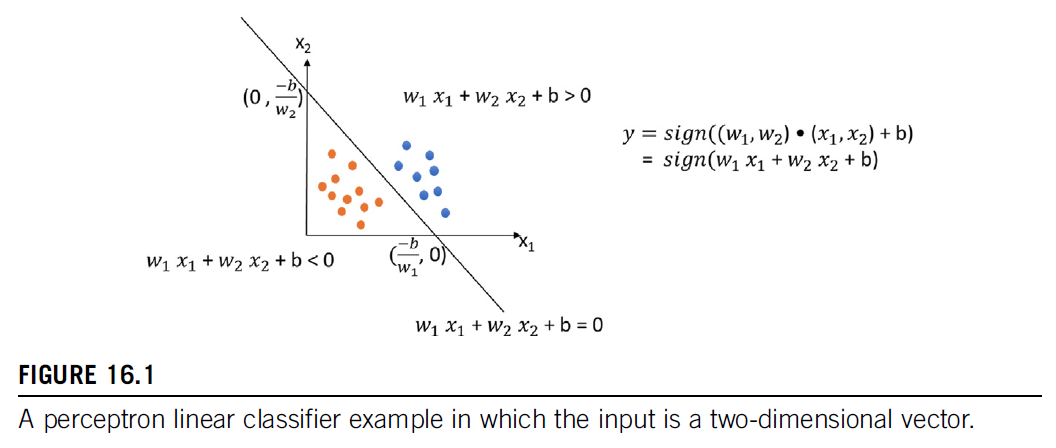 x₂
(0, −b/w₂)
w₁ x₁ + w₂ x₂ + b > 0
y = sign((w₁, w₂) • (x₁, x₂) + b)
= sign(w₁ x₁ + w₂ x₂ + b)
x₁
(−b/w₁, 0)
w₁ x₁ + w₂ x₂ + b < 0
w₁ x₁ + w₂ x₂ + b = 0
FIGURE 16.1
A perceptron linear classifier example in which the input is a two-dimensional vector.